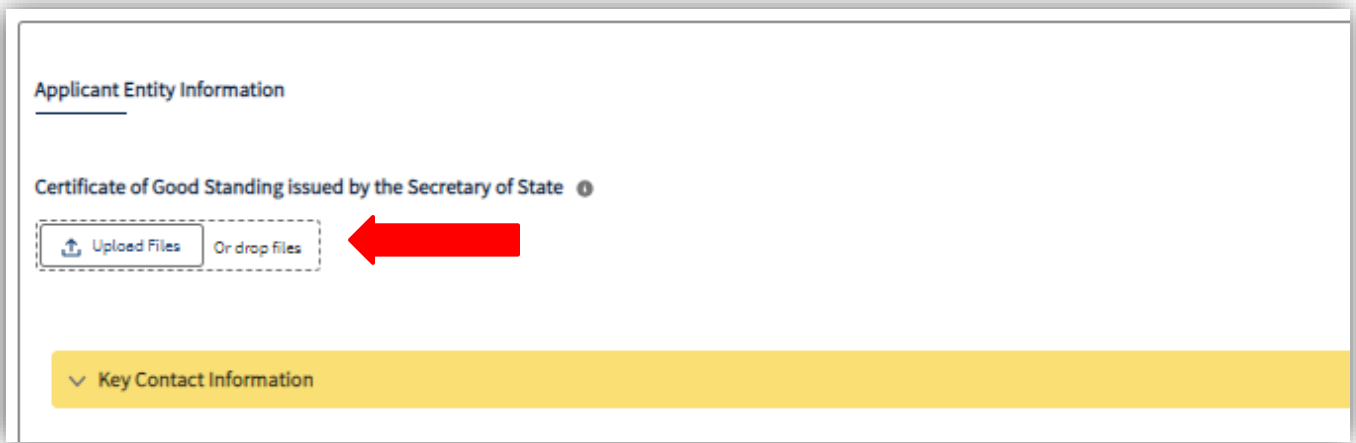 Applicant Entity Information
Certificate of Good Standing issued by the Secretary of State
Upload Files Or drop files
Key Contact Information